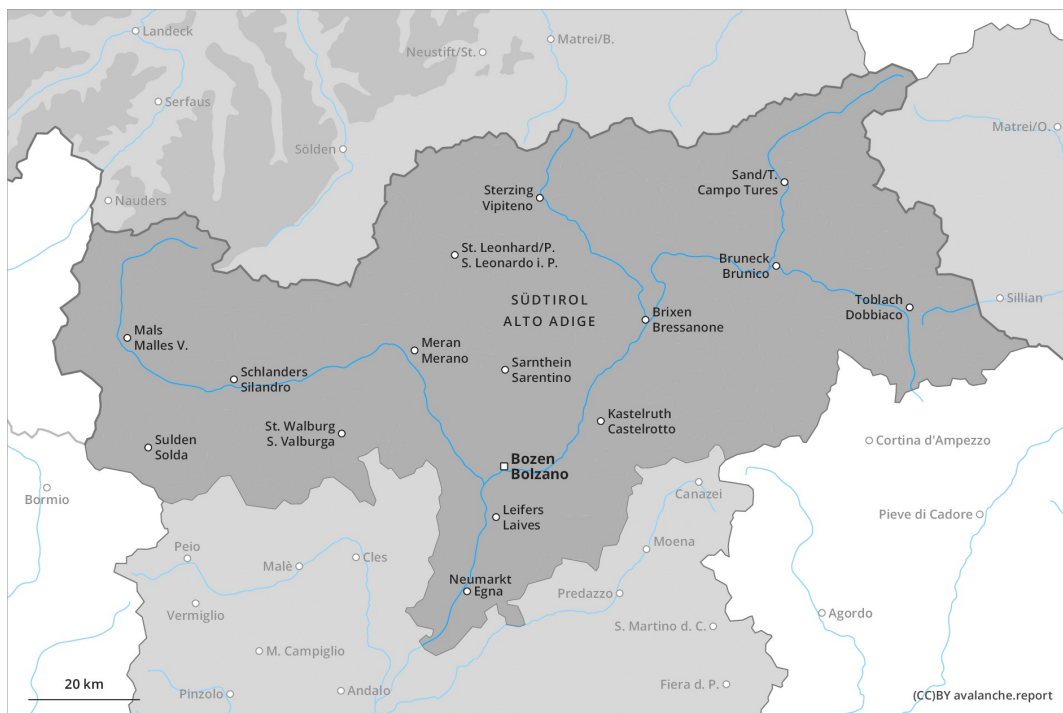 Landeck
Matrei/B.
Neustift/St.
Serfaus
Matrei/O.
Sölden
Sand/T.
Campo Tures
Sterzing
Vipiteno
Nauders
St. Leonhard/P.
S. Leonardo i. P.
Bruneck
Brunico
SÜDTIROL
ALTO ADIGE
Toblach
Dobbiaco
Sillian
Brixen
Bressanone
Mals
Malles V.
Meran
Merano
Sarnthein
Sarentino
Schlanders
Silandro
Kastelruth
Castelrotto
St. Walburg
S. Valburga
Sulden
Solda
Cortina d'Ampezzo
Bozen
Bolzano
Bormio
Canazei
Leifers
Laives
Pieve di Cadore
Peio
Moena
Cles
Malè
Neumarkt
Egna
Predazzo
Vermiglio
Agordo
S. Martino d. C.
M. Campiglio
20 km
Pinzolo
Andalo
Fiera d. P.
(CC)BY avalanche.report